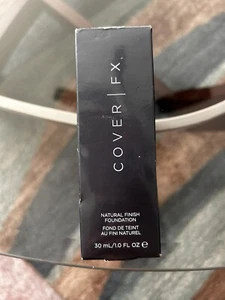 COVER | FX.
NATURAL FINISH
FOUNDATION
FOND DE TEINT
AU FINI NATUREL
30 mL/1.0 FL OZ ℮